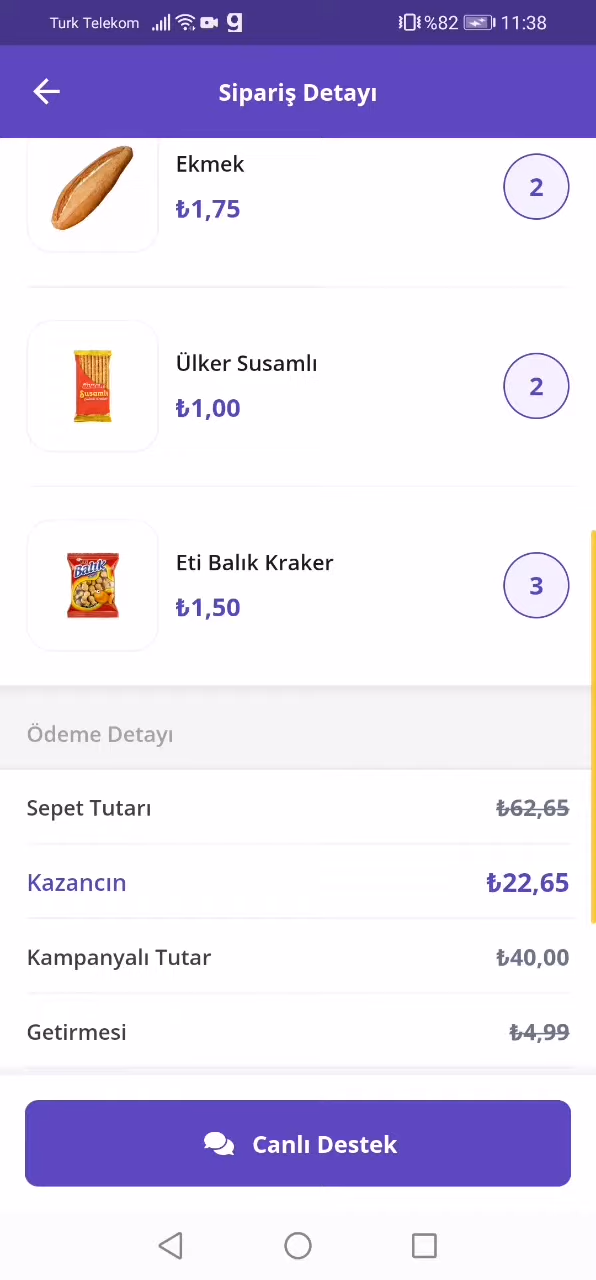 Turk Telekom %82 11:38
Sipariş Detayı
Ekmek
₺1,75
2
Ülker Susamlı
₺1,00
2
Susamlı
Eti Balık Kraker
₺1,50
3
Balık
Ödeme Detayı
Sepet Tutarı ₺62,65
Kazancın ₺22,65
Kampanyalı Tutar ₺40,00
Getirmesi ₺4,99
Canlı Destek